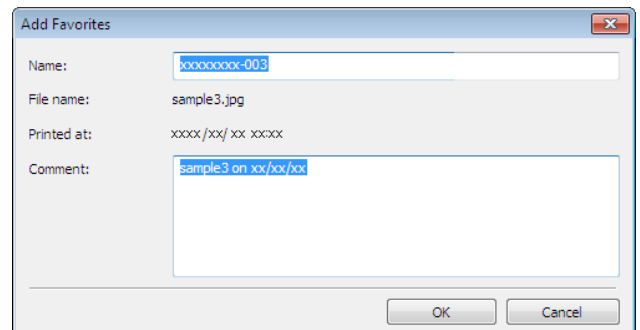 Add Favorites
Name: xxxxxxxx-003
File name: sample3.jpg
Printed at: xxxx/xx/ xx xx:xx
Comment: sample3 on xx/xx/xx
OK Cancel